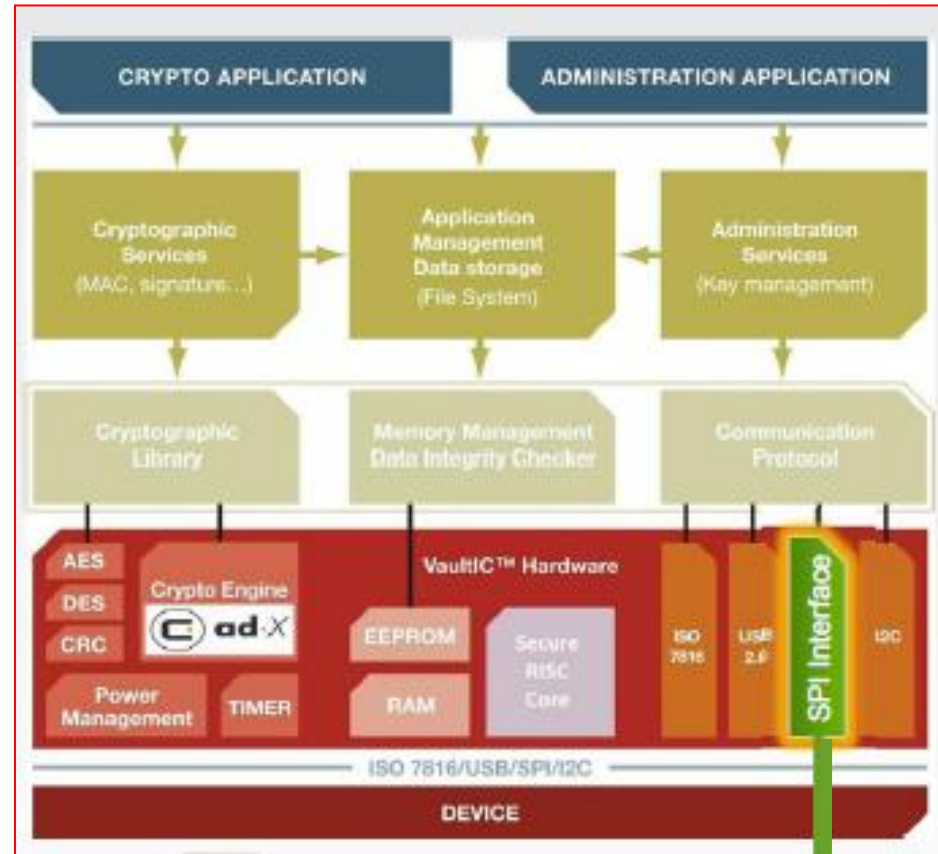 CRYPTO APPLICATION
ADMINISTRATION APPLICATION
Cryptographic
Services
(MAC, signature...)
Application
Management
Data storage
(File System)
Administration
Services
(Key management)
Cryptographic
Library
Memory Management
Data Integrity Checker
Communication
Protocol
VaultIC™ Hardware
AES
DES
CRC
Crypto Engine
ad-X
Power
Management
TIMER
EEPROM
RAM
Secure
RISC
Core
ISO
7816
USB
2.0
SPI Interface
I2C
ISO 7816/USB/SPI/I2C
DEVICE